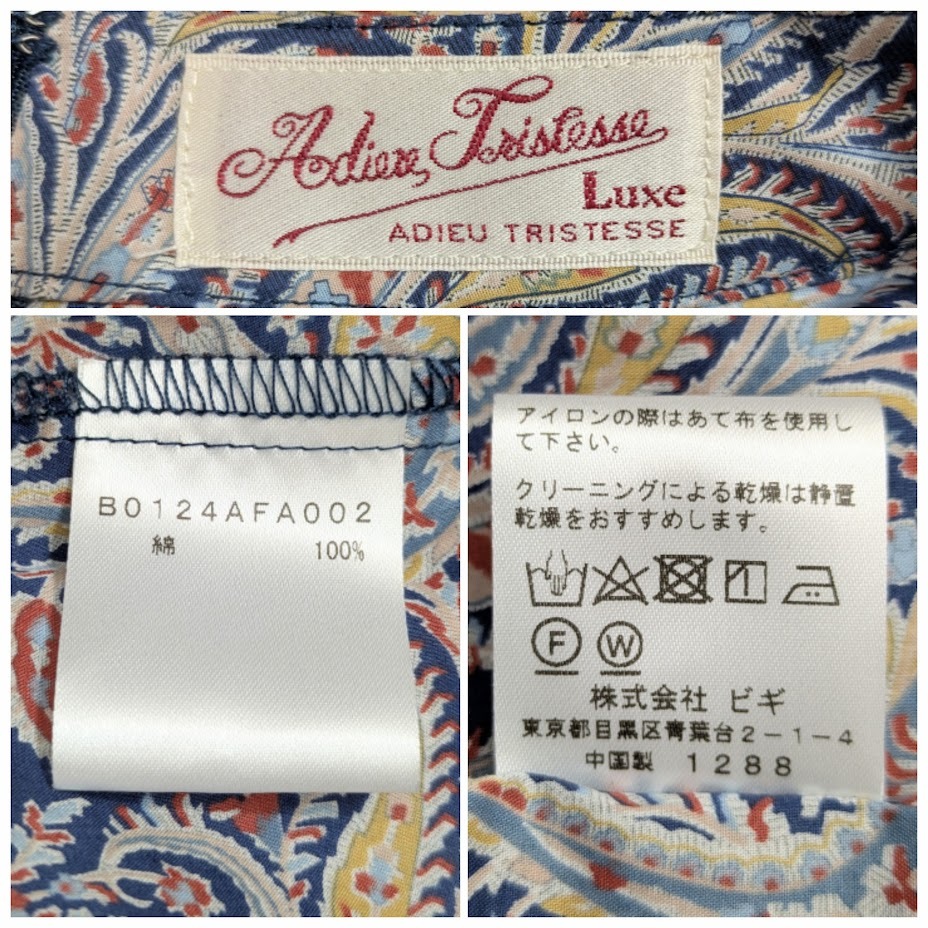 Adieu Tristesse
Luxe
ADIEU TRISTESSE
B0124AFA002
綿 100%
アイロンの際はあて布を使用し
て下さい。
クリーニングによる乾燥は静置
乾燥をおすすめします。
F W
株式会社 ビギ
東京都目黒区青葉台2-1-4
中国製 1288